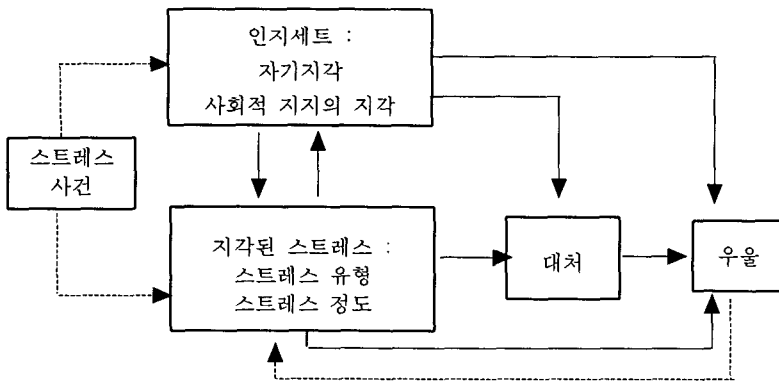 인지세트 :
자기지각
사회적 지지의 지각
스트레스
사건
지각된 스트레스 :
스트레스 유형
스트레스 정도
대처
우울